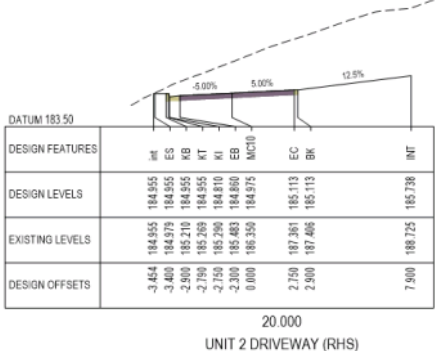 -5.00% 5.00% 12.5%
DATUM 183.50
DESIGN FEATURES int ES KB KT KI EB MC10 EC BK INT
DESIGN LEVELS 184.955 184.955 184.955 184.955 184.810 184.860 184.975 185.113 185.113 185.738
EXISTING LEVELS 184.955 184.979 185.210 185.269 185.290 185.483 186.350 187.361 187.406 188.725
DESIGN OFFSETS -3.454 -3.400 -2.900 -2.790 -2.750 -2.300 0.000 2.750 2.900 7.900
20.000
UNIT 2 DRIVEWAY (RHS)